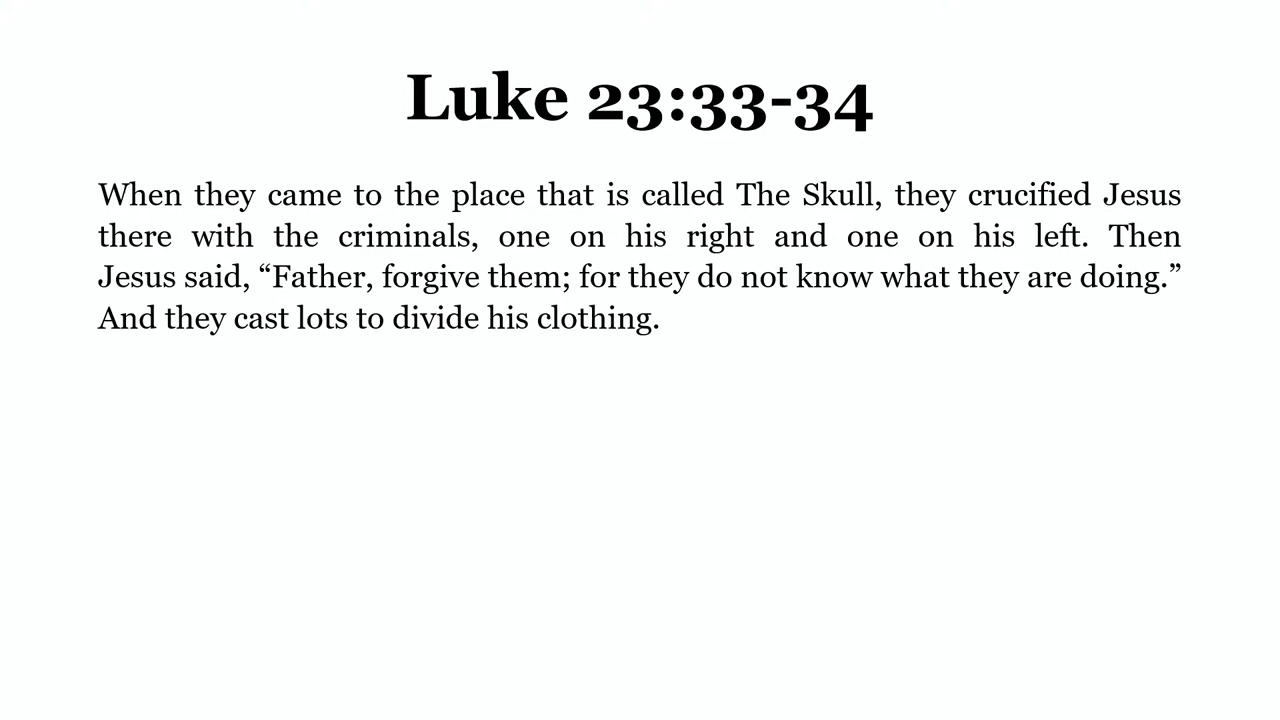 Luke 23:33-34
When they came to the place that is called The Skull, they crucified Jesus
there with the criminals, one on his right and one on his left. Then
Jesus said, “Father, forgive them; for they do not know what they are doing.”
And they cast lots to divide his clothing.